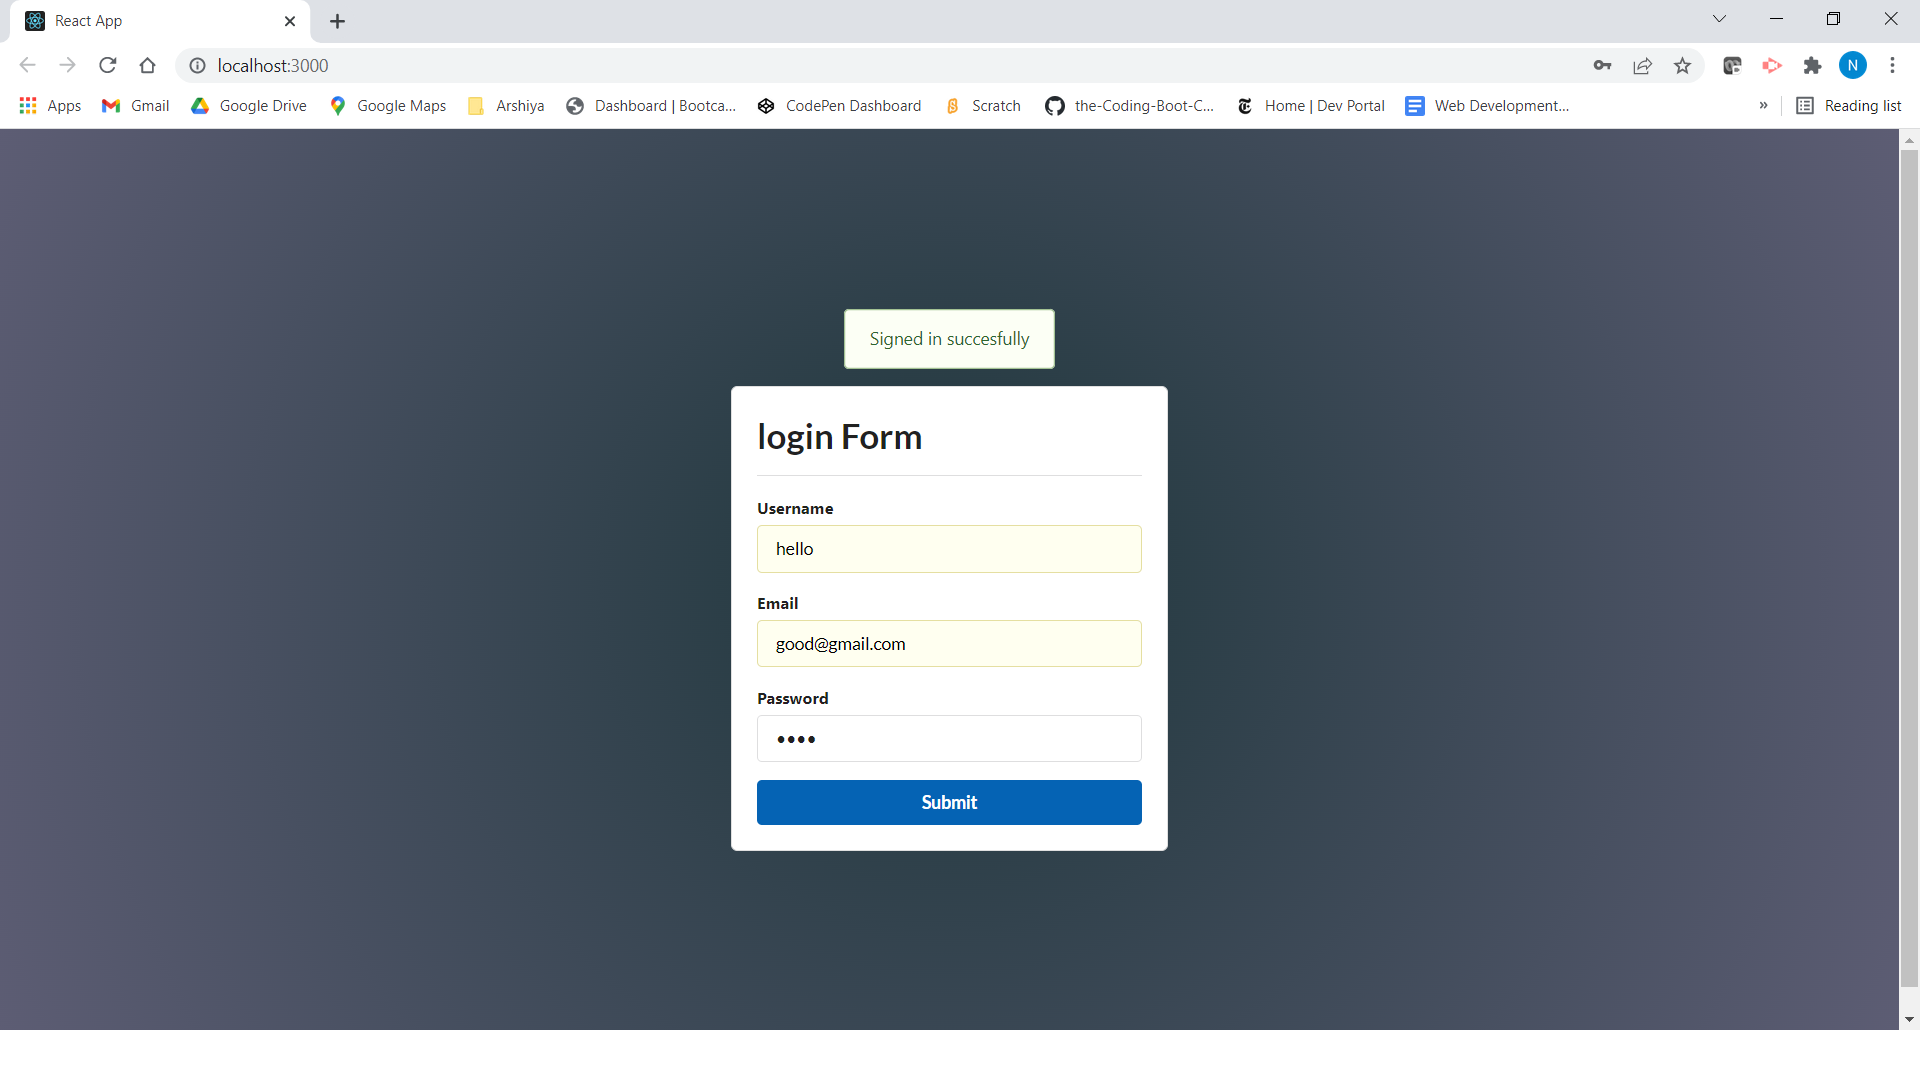 React App
localhost:3000
N
Apps Gmail Google Drive Google Maps Arshiya Dashboard | Bootca... CodePen Dashboard Scratch the-Coding-Boot-C... Home | Dev Portal Web Development... » Reading list
Signed in succesfully
login Form
Username
hello
Email
good@gmail.com
Password
••••
Submit